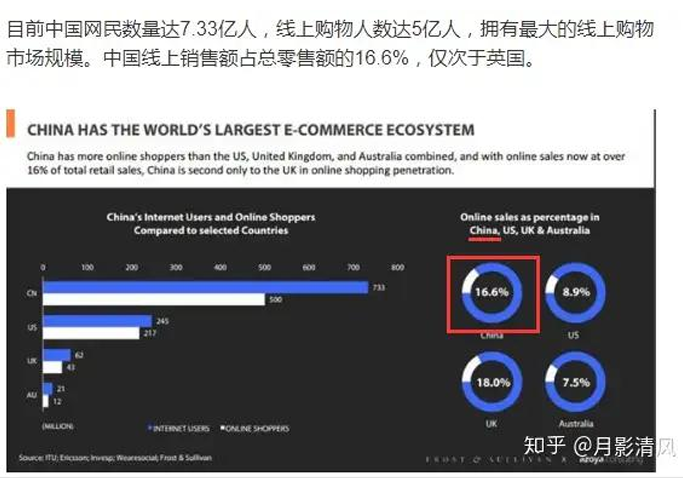 目前中国网民数量达7.33亿人，线上购物人数达5亿人，拥有最大的线上购物
市场规模。中国线上销售额占总零售额的16.6%，仅次于英国。
CHINA HAS THE WORLD'S LARGEST E-COMMERCE ECOSYSTEM
China has more online shoppers than the US, United Kingdom, and Australia combined, and with online sales now at over
16% of total retail sales, China is second only to the UK in online shopping penetration.
China's Internet Users and Online Shoppers
Compared to selected Countries
0 100 200 300 400 500 600 700 800
CN
733
500
US
245
217
UK
62
43
AU
21
12
(MILLION)
INTERNET USERS
ONLINE SHOPPERS
Online sales as percentage in
China, US, UK & Australia
16.6%
8.9%
China
US
18.0%
7.5%
UK
Australia
Source: ITU; Ericsson; Invesp; Wearesocial; Frost & Sullivan
FROST & SULLIVAN X azoya
知乎 @月影清风